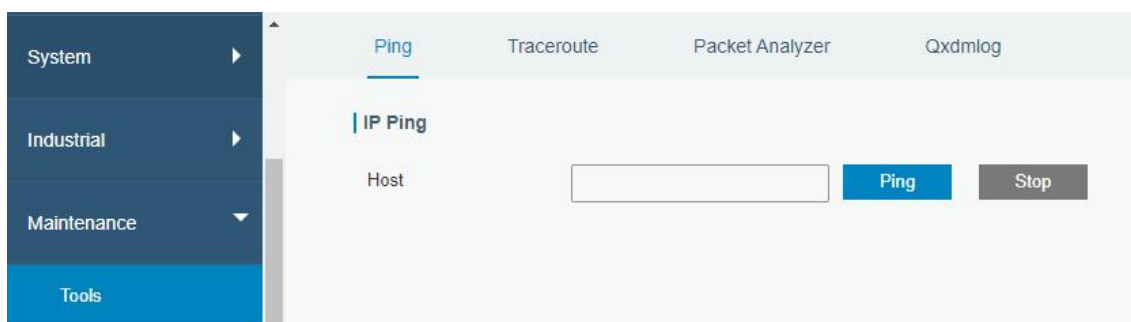 System
Industrial
Maintenance
Tools
Ping Traceroute Packet Analyzer Qxdmlog
IP Ping
Host Ping Stop